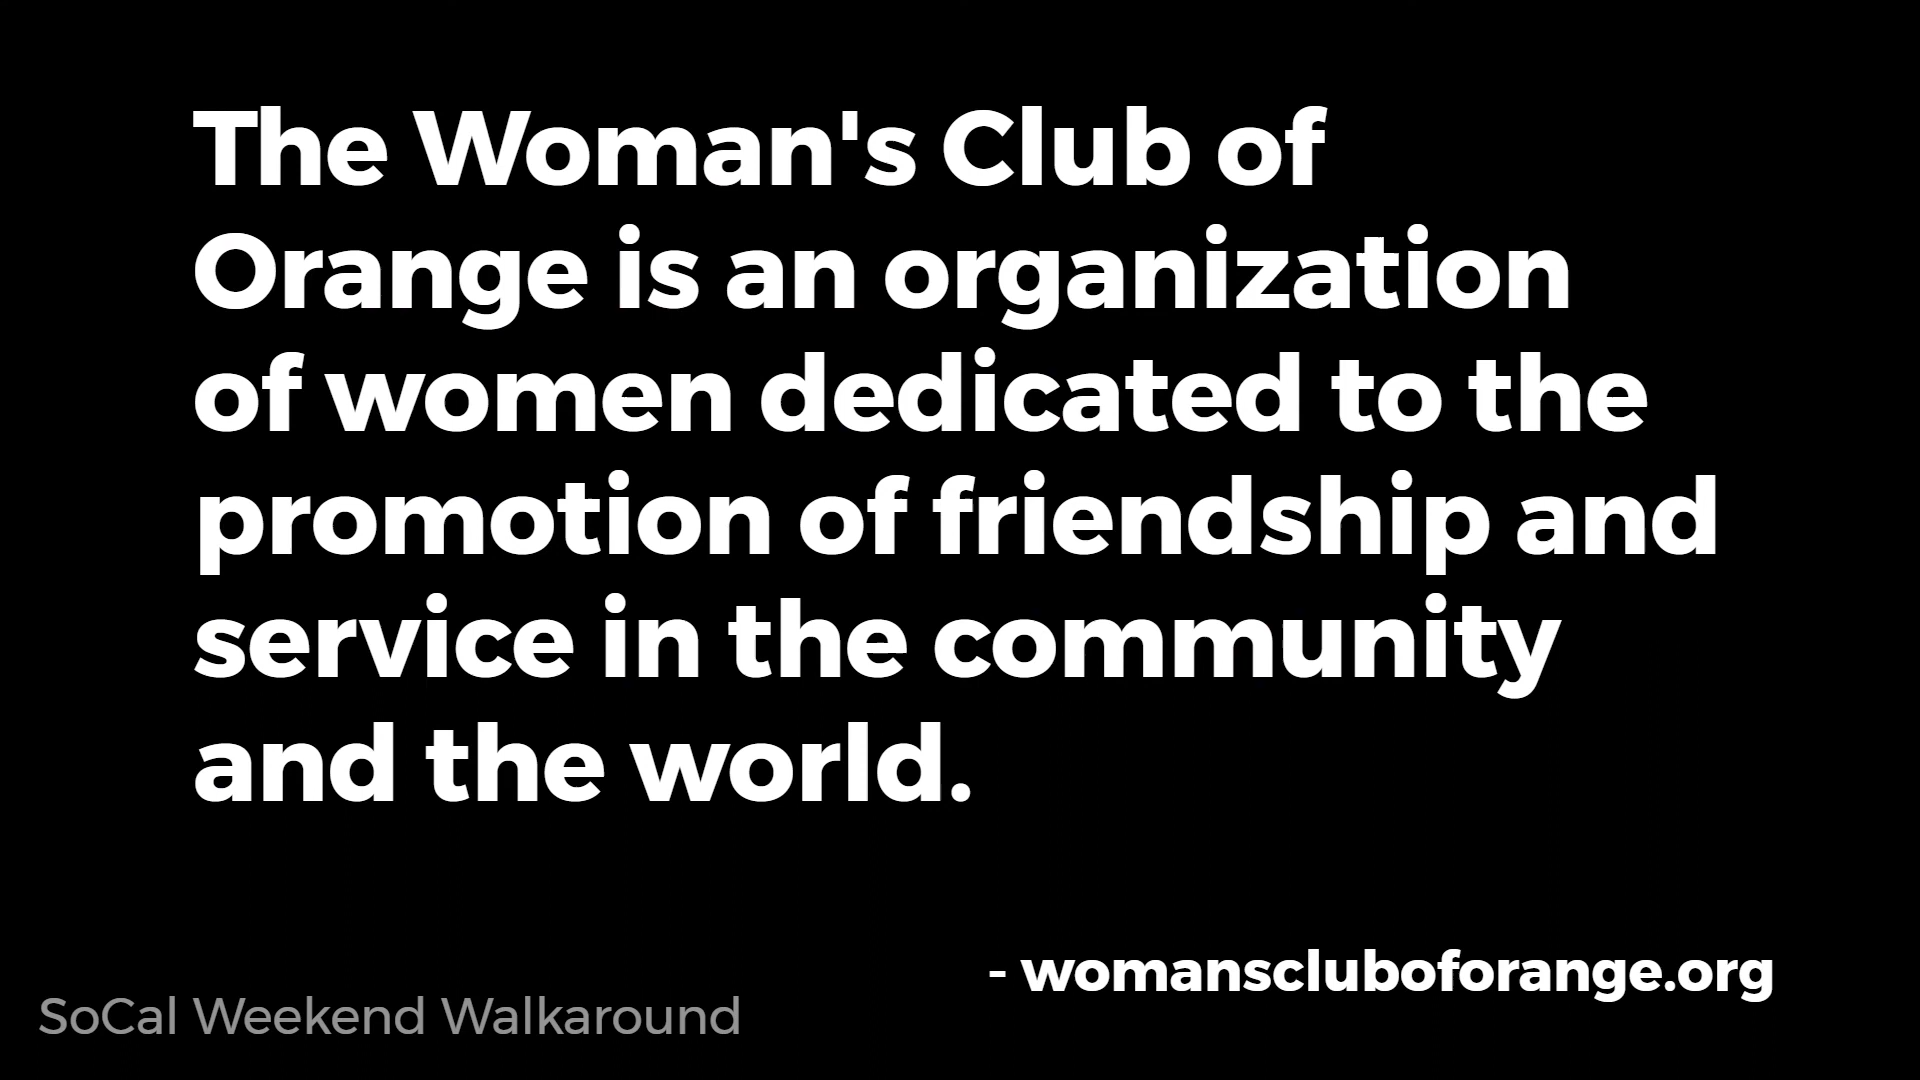 The Woman's Club of
Orange is an organization
of women dedicated to the
promotion of friendship and
service in the community
and the world.
- womanscluboforange.org
SoCal Weekend Walkaround